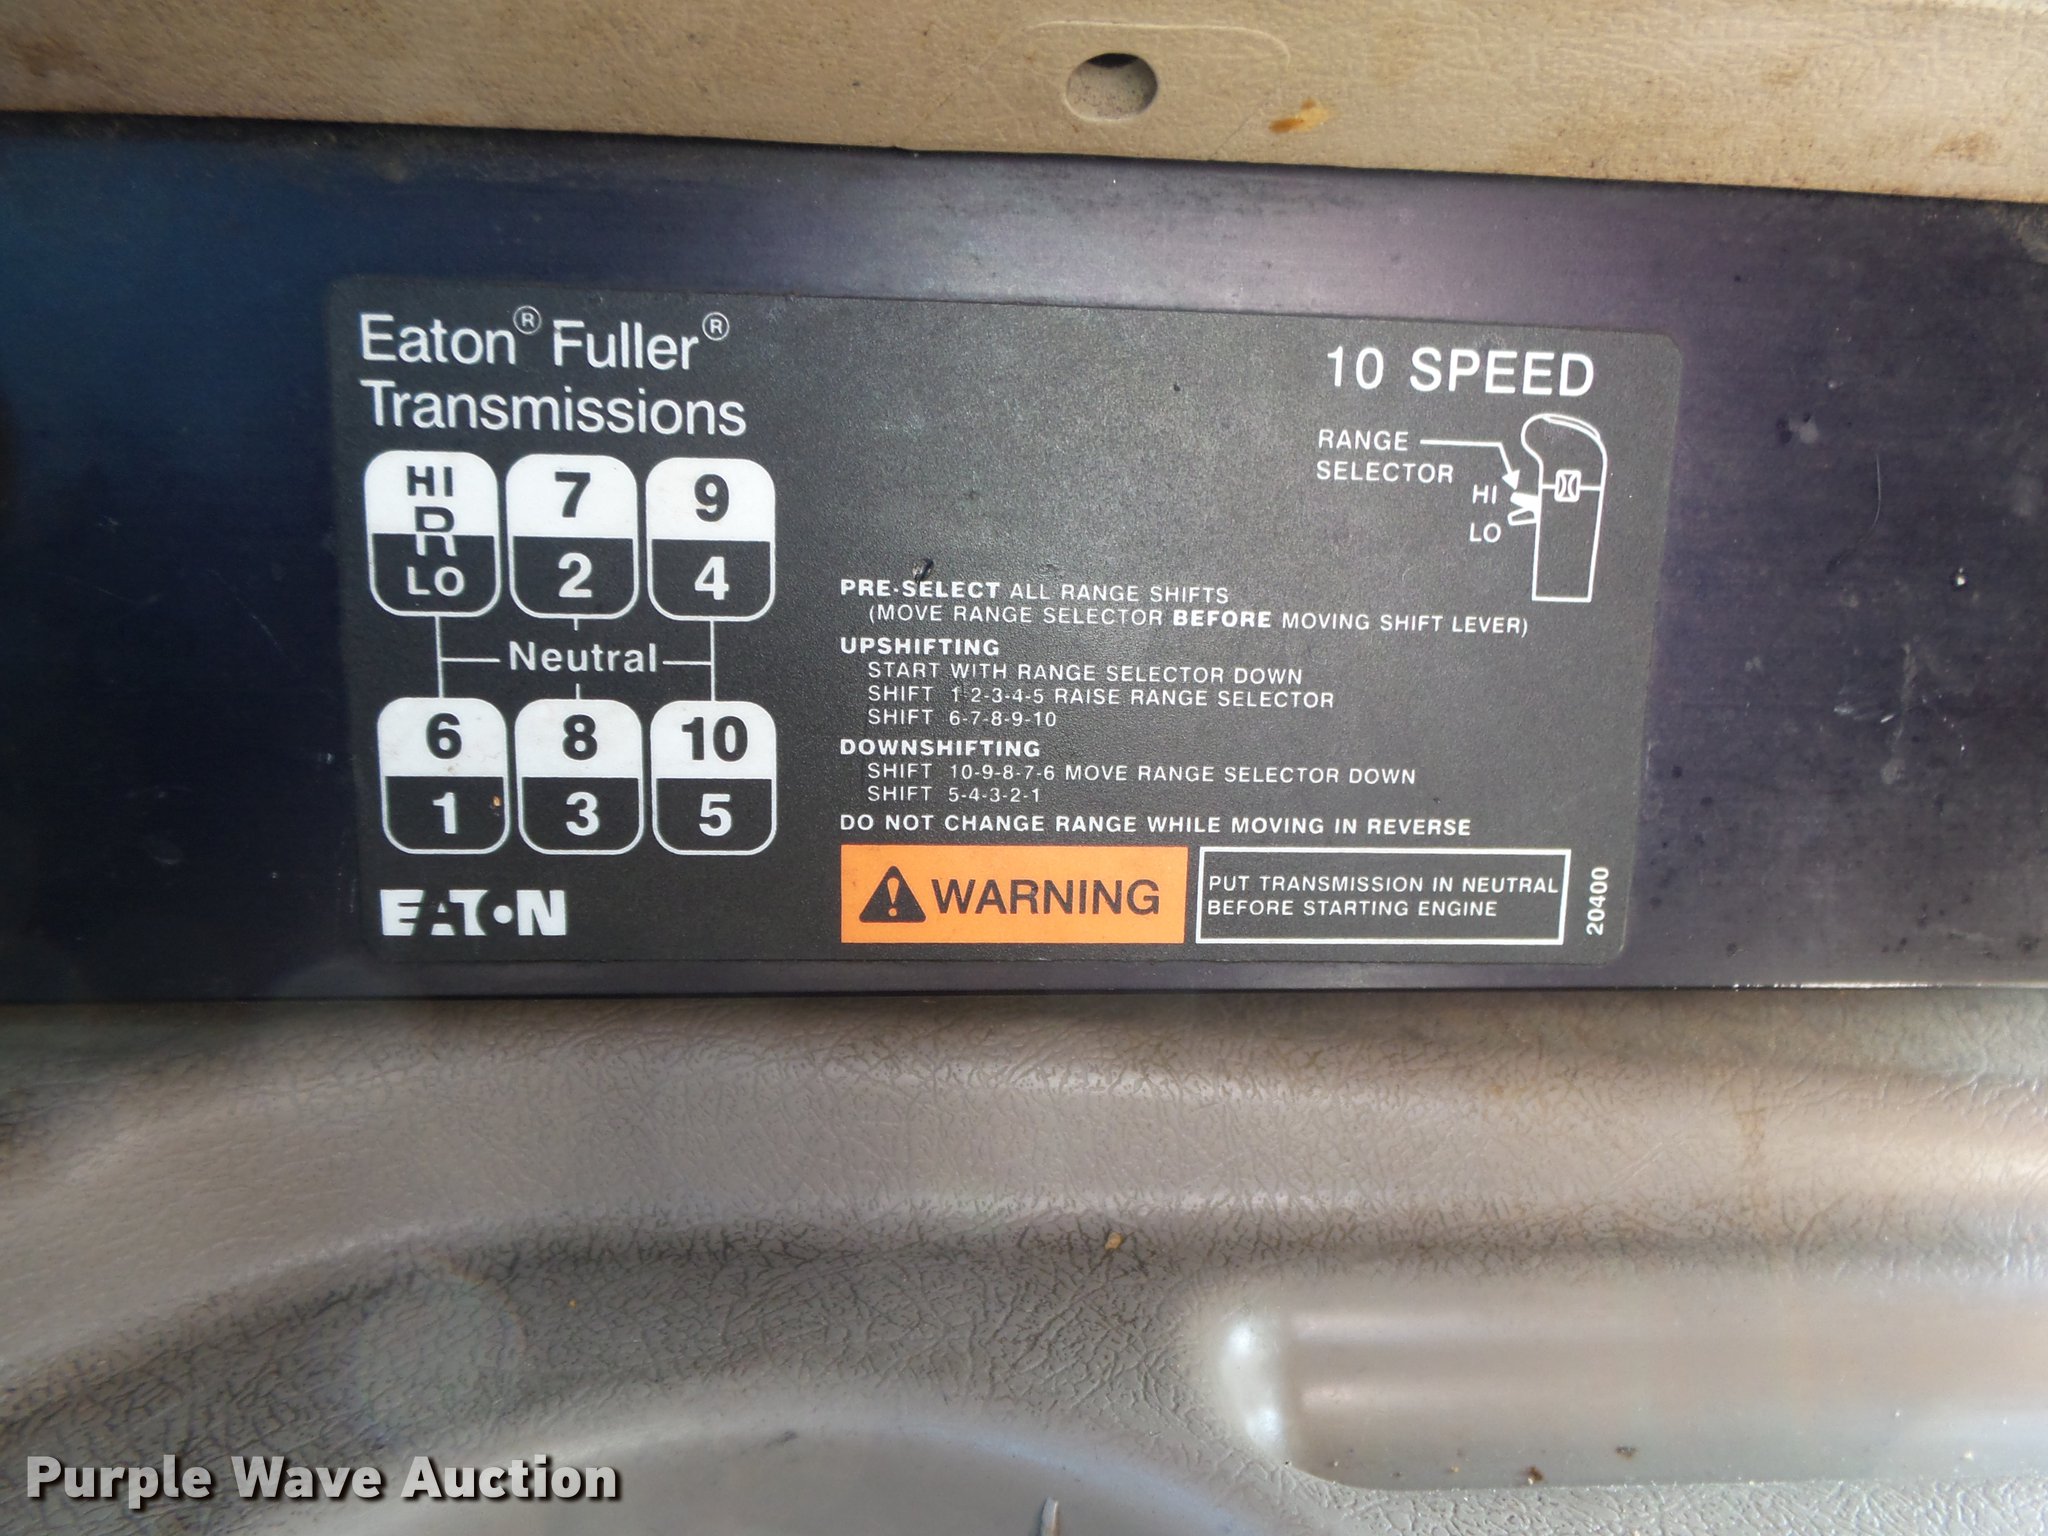 Eaton® Fuller®
Transmissions
HI
R
LO
7
2
9
4
Neutral
6
1
8
3
10
5
EATON
10 SPEED
RANGE
SELECTOR
HI
LO
PRE-SELECT ALL RANGE SHIFTS
(MOVE RANGE SELECTOR BEFORE MOVING SHIFT LEVER)
UPSHIFTING
START WITH RANGE SELECTOR DOWN
SHIFT 1-2-3-4-5 RAISE RANGE SELECTOR
SHIFT 6-7-8-9-10
DOWNSHIFTING
SHIFT 10-9-8-7-6 MOVE RANGE SELECTOR DOWN
SHIFT 5-4-3-2-1
DO NOT CHANGE RANGE WHILE MOVING IN REVERSE
WARNING
PUT TRANSMISSION IN NEUTRAL
BEFORE STARTING ENGINE
20400
Purple Wave Auction